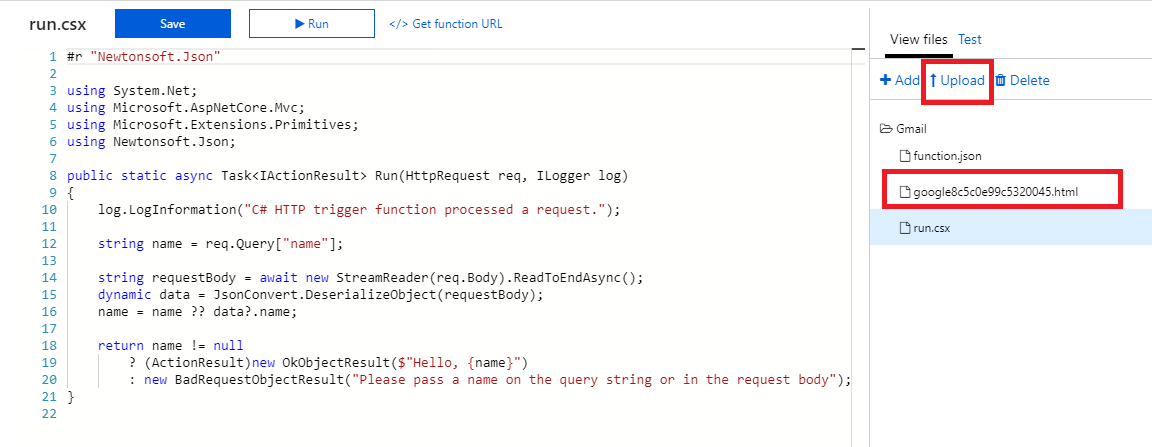 run.csx
Save
Run
</> Get function URL
1 #r "Newtonsoft.Json"
2
3 using System.Net;
4 using Microsoft.AspNetCore.Mvc;
5 using Microsoft.Extensions.Primitives;
6 using Newtonsoft.Json;
7
8 public static async Task<IActionResult> Run(HttpRequest req, ILogger log)
9 {
10     log.LogInformation("C# HTTP trigger function processed a request.");
11
12     string name = req.Query["name"];
13
14     string requestBody = await new StreamReader(req.Body).ReadToEndAsync();
15     dynamic data = JsonConvert.DeserializeObject(requestBody);
16     name = name ?? data?.name;
17
18     return name != null
19         ? (ActionResult)new OkObjectResult($"Hello, {name}")
20         : new BadRequestObjectResult("Please pass a name on the query string or in the request body");
21 }
22
View files Test
Add Upload Delete
Gmail
function.json
google8c5c0e99c5320045.html
run.csx